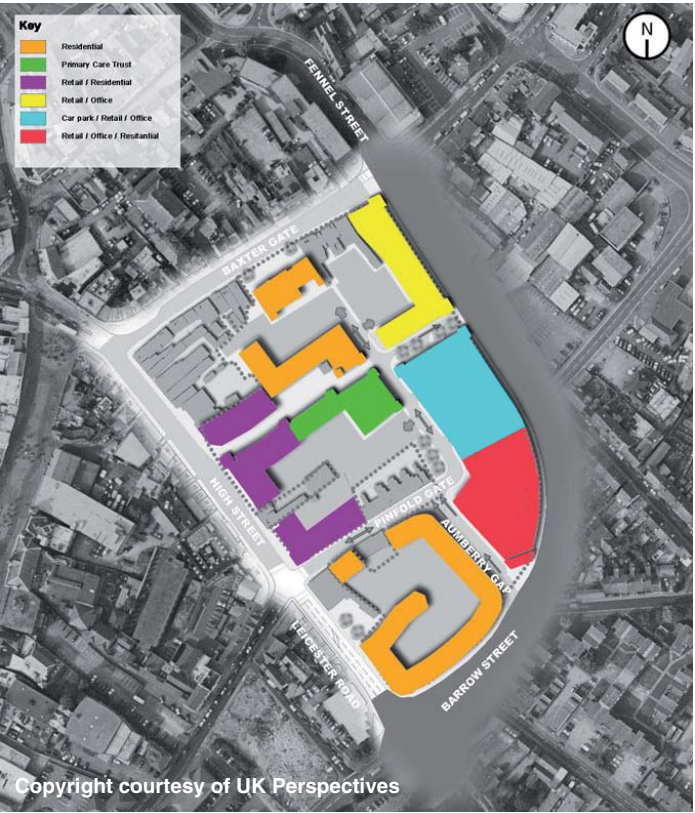 Key
Residential
Primary Care Trust
Retail / Residential
Retail / Office
Car park / Retail / Office
Retail / Office / Resitantial
N
FENNEL STREET
BAXTER GATE
HIGH STREET
PINFOLD GATE
AUMBERRY GAP
LEICESTER ROAD
BARROW STREET
Copyright courtesy of UK Perspectives